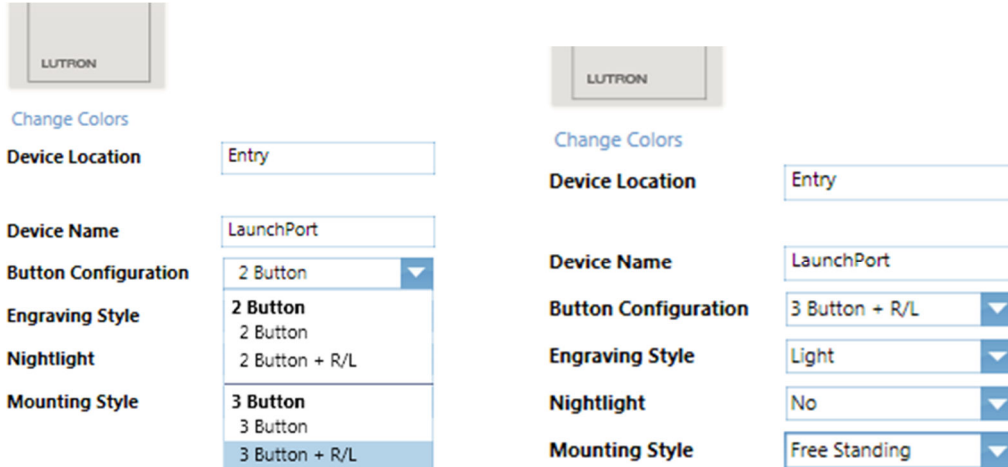 LUTRON
Change Colors
Device Location Entry
Device Name LaunchPort
Button Configuration 2 Button
Engraving Style
Nightlight
Mounting Style
2 Button
2 Button
2 Button + R/L
3 Button
3 Button
3 Button + R/L
LUTRON
Change Colors
Device Location Entry
Device Name LaunchPort
Button Configuration 3 Button + R/L
Engraving Style Light
Nightlight No
Mounting Style Free Standing